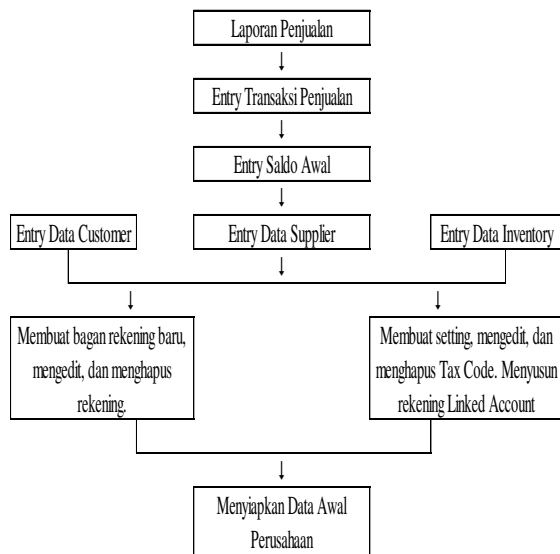 Laporan Penjualan
Entry Transaksi Penjualan
Entry Saldo Awal
Entry Data Customer
Entry Data Supplier
Entry Data Inventory
Membuat bagan rekening baru,
mengedit, dan menghapus
rekening.
Membuat setting, mengedit, dan
menghapus Tax Code. Menyusun
rekening Linked Account
Menyiapkan Data Awal
Perusahaan